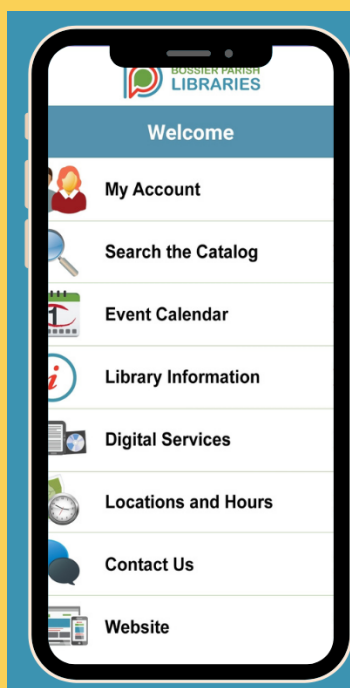 BOSSIER PARISH
LIBRARIES
Welcome
My Account
Search the Catalog
1
Event Calendar
i
Library Information
Digital Services
Locations and Hours
Contact Us
Website